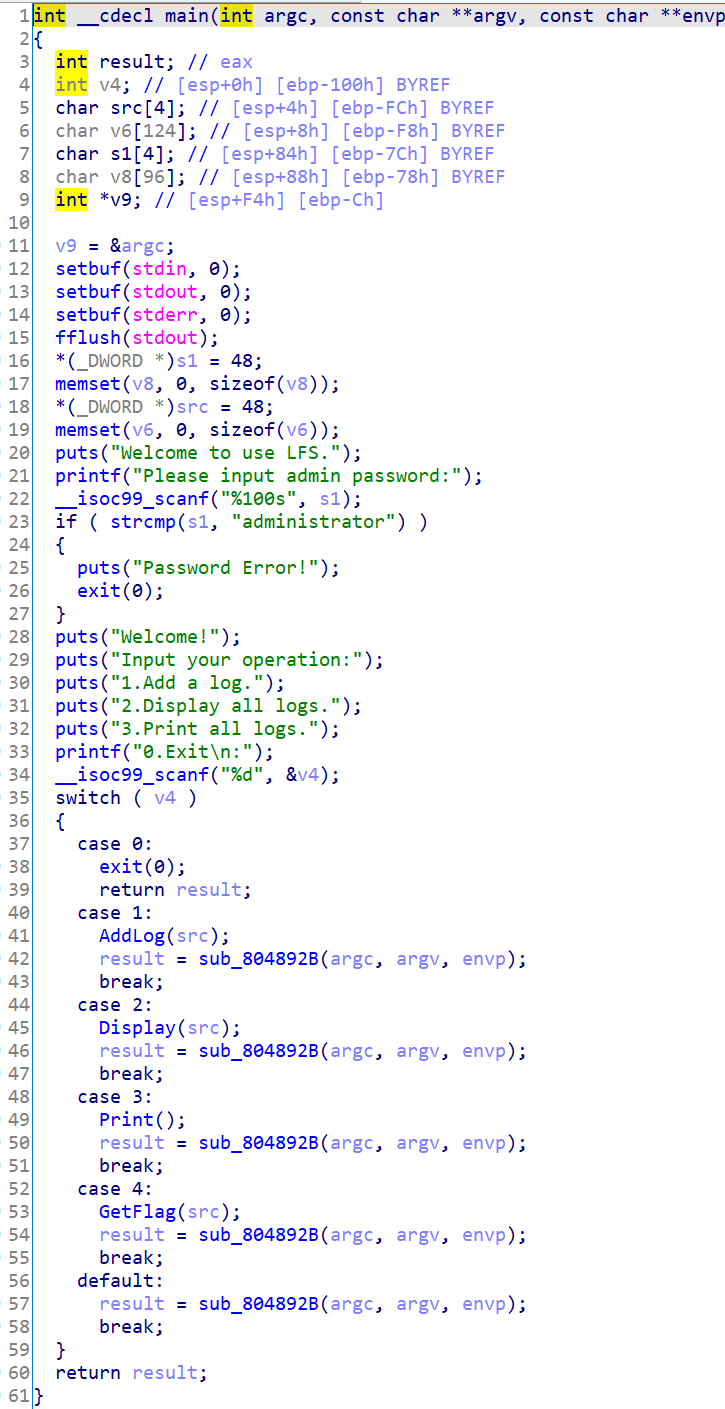 1 int __cdecl main(int argc, const char **argv, const char **envp
2 {
3   int result; // eax
4   int v4; // [esp+0h] [ebp-100h] BYREF
5   char src[4]; // [esp+4h] [ebp-FCh] BYREF
6   char v6[124]; // [esp+8h] [ebp-F8h] BYREF
7   char s1[4]; // [esp+84h] [ebp-7Ch] BYREF
8   char v8[96]; // [esp+88h] [ebp-78h] BYREF
9   int *v9; // [esp+F4h] [ebp-Ch]
10
11   v9 = &argc;
12   setbuf(stdin, 0);
13   setbuf(stdout, 0);
14   setbuf(stderr, 0);
15   fflush(stdout);
16   *(_DWORD *)s1 = 48;
17   memset(v8, 0, sizeof(v8));
18   *(_DWORD *)src = 48;
19   memset(v6, 0, sizeof(v6));
20   puts("Welcome to use LFS.");
21   printf("Please input admin password:");
22   __isoc99_scanf("%100s", s1);
23   if ( strcmp(s1, "administrator") )
24   {
25     puts("Password Error!");
26     exit(0);
27   }
28   puts("Welcome!");
29   puts("Input your operation:");
30   puts("1.Add a log.");
31   puts("2.Display all logs.");
32   puts("3.Print all logs.");
33   printf("0.Exit\n:");
34   __isoc99_scanf("%d", &v4);
35   switch ( v4 )
36   {
37     case 0:
38       exit(0);
39       return result;
40     case 1:
41       AddLog(src);
42       result = sub_804892B(argc, argv, envp);
43       break;
44     case 2:
45       Display(src);
46       result = sub_804892B(argc, argv, envp);
47       break;
48     case 3:
49       Print();
50       result = sub_804892B(argc, argv, envp);
51       break;
52     case 4:
53       GetFlag(src);
54       result = sub_804892B(argc, argv, envp);
55       break;
56     default:
57       result = sub_804892B(argc, argv, envp);
58       break;
59   }
60   return result;
61 }